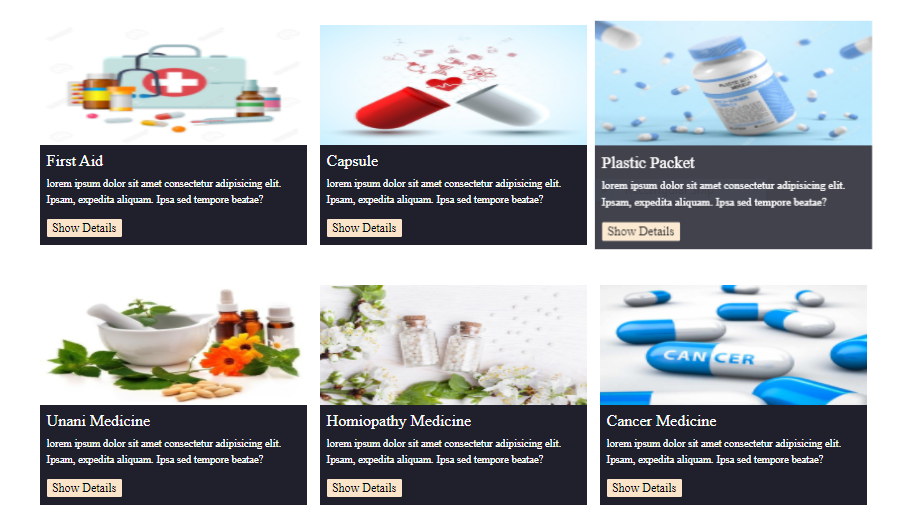 First Aid
lorem ipsum dolor sit amet consectetur adipisicing elit.
Ipsam, expedita aliquam. Ipsa sed tempore beatae?
Show Details
Capsule
lorem ipsum dolor sit amet consectetur adipisicing elit.
Ipsam, expedita aliquam. Ipsa sed tempore beatae?
Show Details
Plastic Packet
lorem ipsum dolor sit amet consectetur adipisicing elit.
Ipsam, expedita aliquam. Ipsa sed tempore beatae?
Show Details
Unani Medicine
lorem ipsum dolor sit amet consectetur adipisicing elit.
Ipsam, expedita aliquam. Ipsa sed tempore beatae?
Show Details
Homiopathy Medicine
lorem ipsum dolor sit amet consectetur adipisicing elit.
Ipsam, expedita aliquam. Ipsa sed tempore beatae?
Show Details
CANCER
Cancer Medicine
lorem ipsum dolor sit amet consectetur adipisicing elit.
Ipsam, expedita aliquam. Ipsa sed tempore beatae?
Show Details